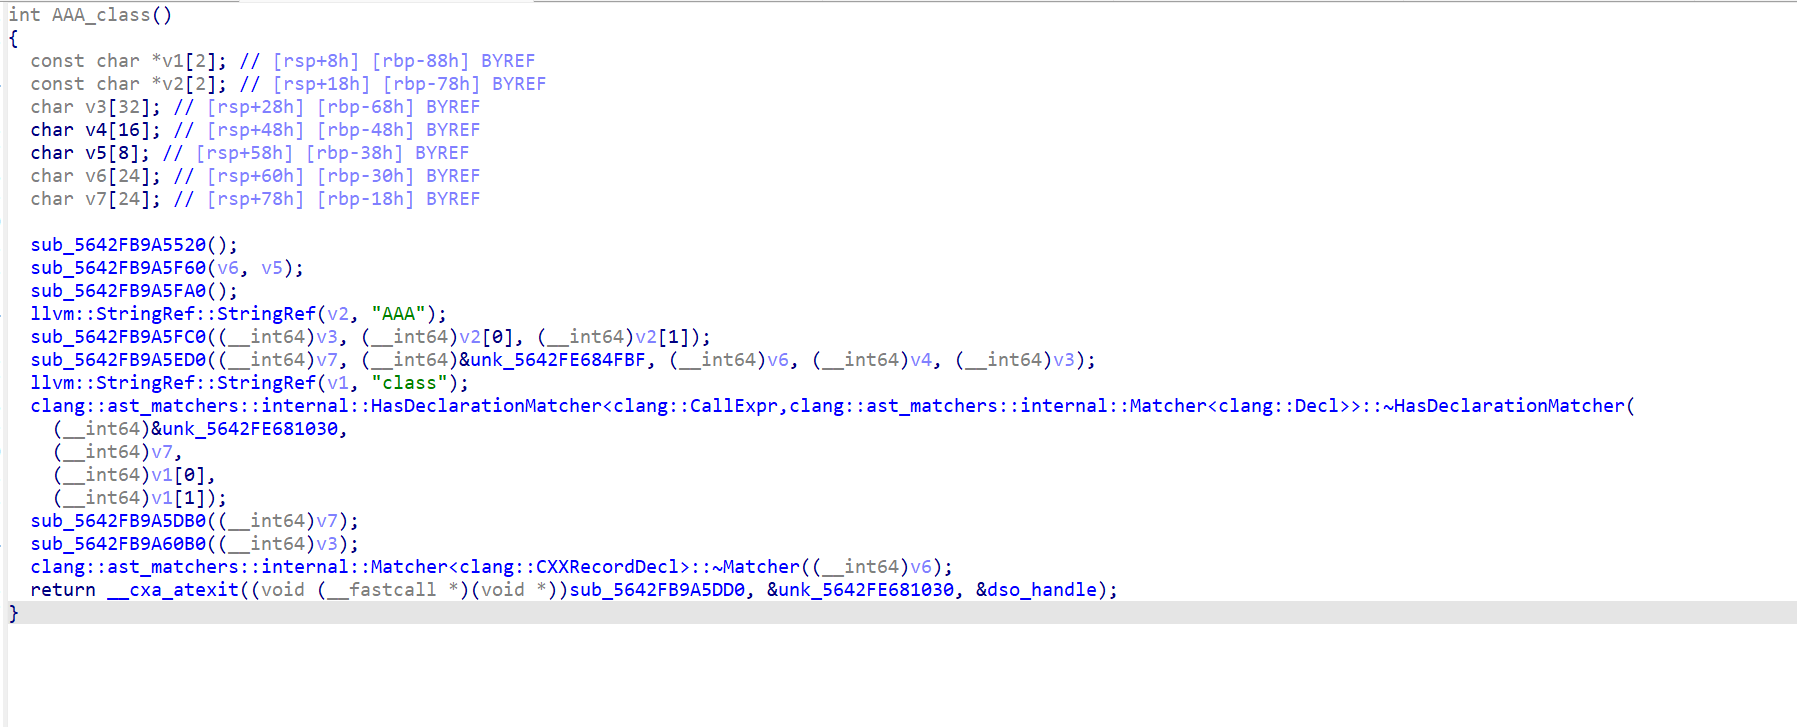 int AAA_class()
{
  const char *v1[2]; // [rsp+8h] [rbp-88h] BYREF
  const char *v2[2]; // [rsp+18h] [rbp-78h] BYREF
  char v3[32]; // [rsp+28h] [rbp-68h] BYREF
  char v4[16]; // [rsp+48h] [rbp-48h] BYREF
  char v5[8]; // [rsp+58h] [rbp-38h] BYREF
  char v6[24]; // [rsp+60h] [rbp-30h] BYREF
  char v7[24]; // [rsp+78h] [rbp-18h] BYREF

  sub_5642FB9A5520();
  sub_5642FB9A5F60(v6, v5);
  sub_5642FB9A5FA0();
  llvm::StringRef::StringRef(v2, "AAA");
  sub_5642FB9A5FC0((__int64)v3, (__int64)v2[0], (__int64)v2[1]);
  sub_5642FB9A5ED0((__int64)v7, (__int64)&unk_5642FE684FBF, (__int64)v6, (__int64)v4, (__int64)v3);
  llvm::StringRef::StringRef(v1, "class");
  clang::ast_matchers::internal::HasDeclarationMatcher<clang::CallExpr,clang::ast_matchers::internal::Matcher<clang::Decl>>::~HasDeclarationMatcher(
    (__int64)&unk_5642FE681030,
    (__int64)v7,
    (__int64)v1[0],
    (__int64)v1[1]);
  sub_5642FB9A5DB0((__int64)v7);
  sub_5642FB9A60B0((__int64)v3);
  clang::ast_matchers::internal::Matcher<clang::CXXRecordDecl>::~Matcher((__int64)v6);
  return __cxa_atexit((void (__fastcall *)(void *))sub_5642FB9A5DD0, &unk_5642FE681030, &dso_handle);
}